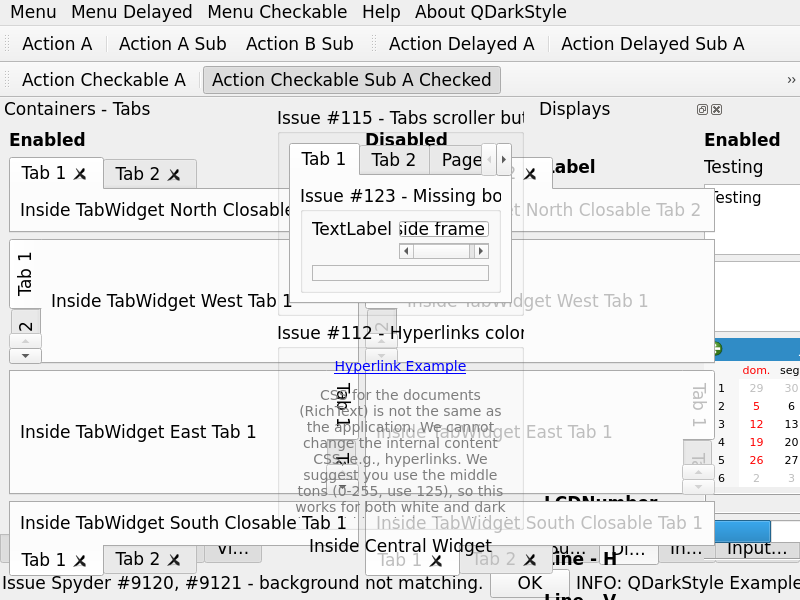 Menu Menu Delayed Menu Checkable Help About QDarkStyle
Action A Action A Sub Action B Sub Action Delayed A Action Delayed Sub A
Action Checkable A Action Checkable Sub A Checked »
Containers - Tabs
Issue #115 - Tabs scroller but
Displays
Enabled
Disabled
Enabled
Tab 1 Tab 2
Tab 1 Tab 2 Page
Label
Testing
Issue #123 - Missing bo
Testing
Inside TabWidget North Closable
t North Closable Tab 2
TextLabel side frame
Tab 1
Inside TabWidget West Tab 1
Inside TabWidget West Tab 1
2
2
Issue #112 - Hyperlinks color
Hyperlink Example
dom. seg
1 29 30
2 5 6
3 12 13
4 19 20
5 26 27
6 2 3
CSS for the documents
(RichText) is not the same as
the application. We cannot
change the internal content
CSS, e.g., hyperlinks. We
suggest you use the middle
tons (0-255, use 125), so this
works for both white and dark
Inside TabWidget East Tab 1
Tab 1
Inside TabWidget East Tab 1
Tab 1
LCDNumber
Inside TabWidget South Closable Tab 1
Inside TabWidget South Closable Tab 1
Inside Central Widget
Tab 1 Tab 2 Vi...
Tab 1 Tab 2
Di... In... Input...
Line - H
Issue Spyder #9120, #9121 - background not matching. OK INFO: QDarkStyle Example
Line - V